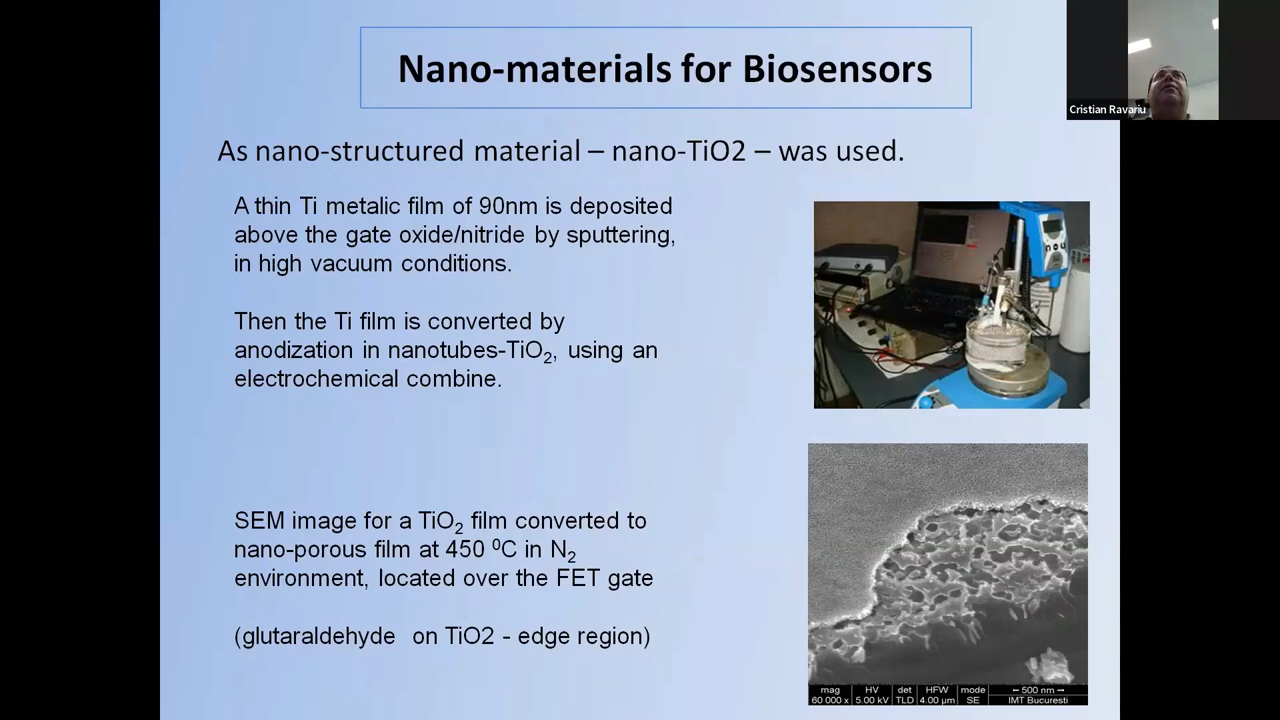 Nano-materials for Biosensors
Cristian Ravariu
As nano-structured material – nano-TiO2 – was used.
A thin Ti metalic film of 90nm is deposited
above the gate oxide/nitride by sputtering,
in high vacuum conditions.
Then the Ti film is converted by
anodization in nanotubes-TiO₂, using an
electrochemical combine.
SEM image for a TiO₂ film converted to
nano-porous film at 450 ⁰C in N₂
environment, located over the FET gate
(glutaraldehyde on TiO2 - edge region)
mag HV det HFW mode ← 500 nm →
60 000 x 5.00 kV TLD 4.00 µm SE IMT Bucuresti